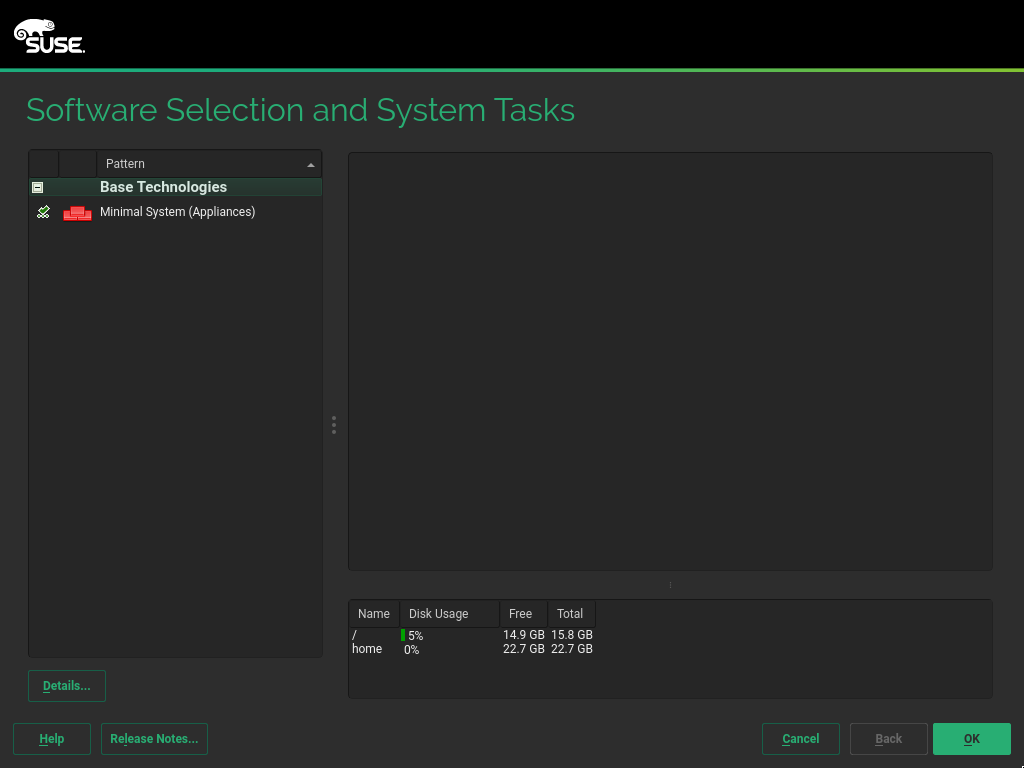 SUSE.
Software Selection and System Tasks
Pattern
Base Technologies
Minimal System (Appliances)
Name Disk Usage Free Total
/ 5% 14.9 GB 15.8 GB
home 0% 22.7 GB 22.7 GB
Details...
Help Release Notes... Cancel Back OK